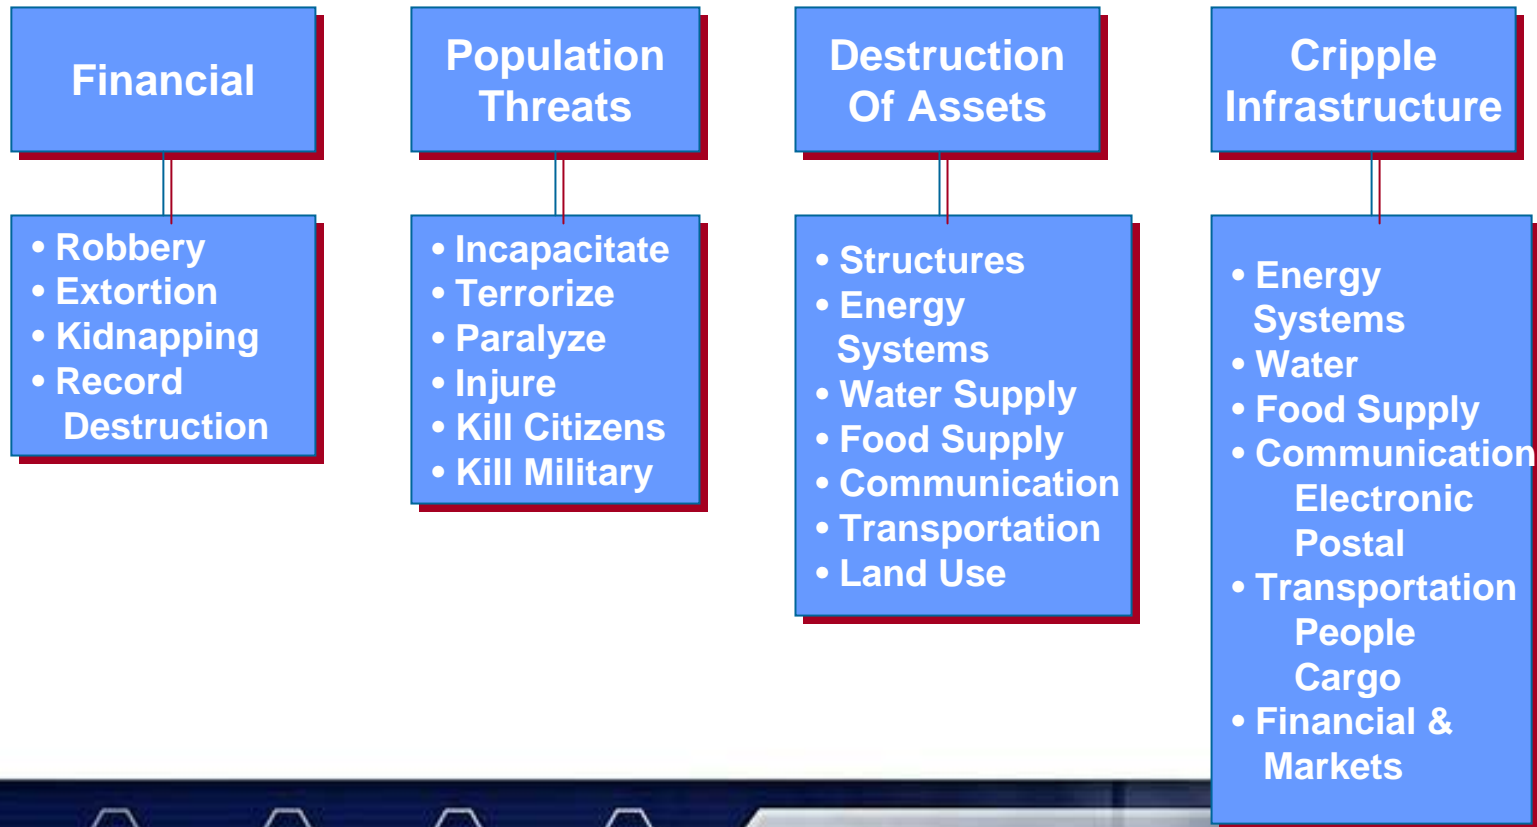 Financial
• Robbery
• Extortion
• Kidnapping
• Record
Destruction
Population
Threats
• Incapacitate
• Terrorize
• Paralyze
• Injure
• Kill Citizens
• Kill Military
Destruction
Of Assets
• Structures
• Energy
Systems
• Water Supply
• Food Supply
• Communication
• Transportation
• Land Use
Cripple
Infrastructure
• Energy
Systems
• Water
• Food Supply
• Communication
Electronic
Postal
• Transportation
People
Cargo
• Financial &
Markets